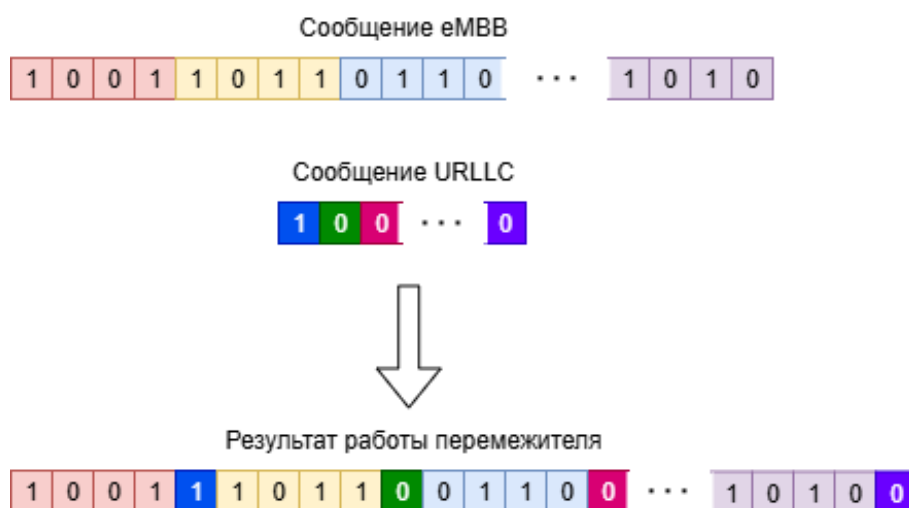 Сообщение eMBB
1 0 0 1 1 0 1 1 0 1 1 0 · · · 1 0 1 0
Сообщение URLLC
1 0 0 · · · 0
Результат работы перемежителя
1 0 0 1 1 1 0 1 1 0 0 1 1 0 0 · · · 1 0 1 0 0